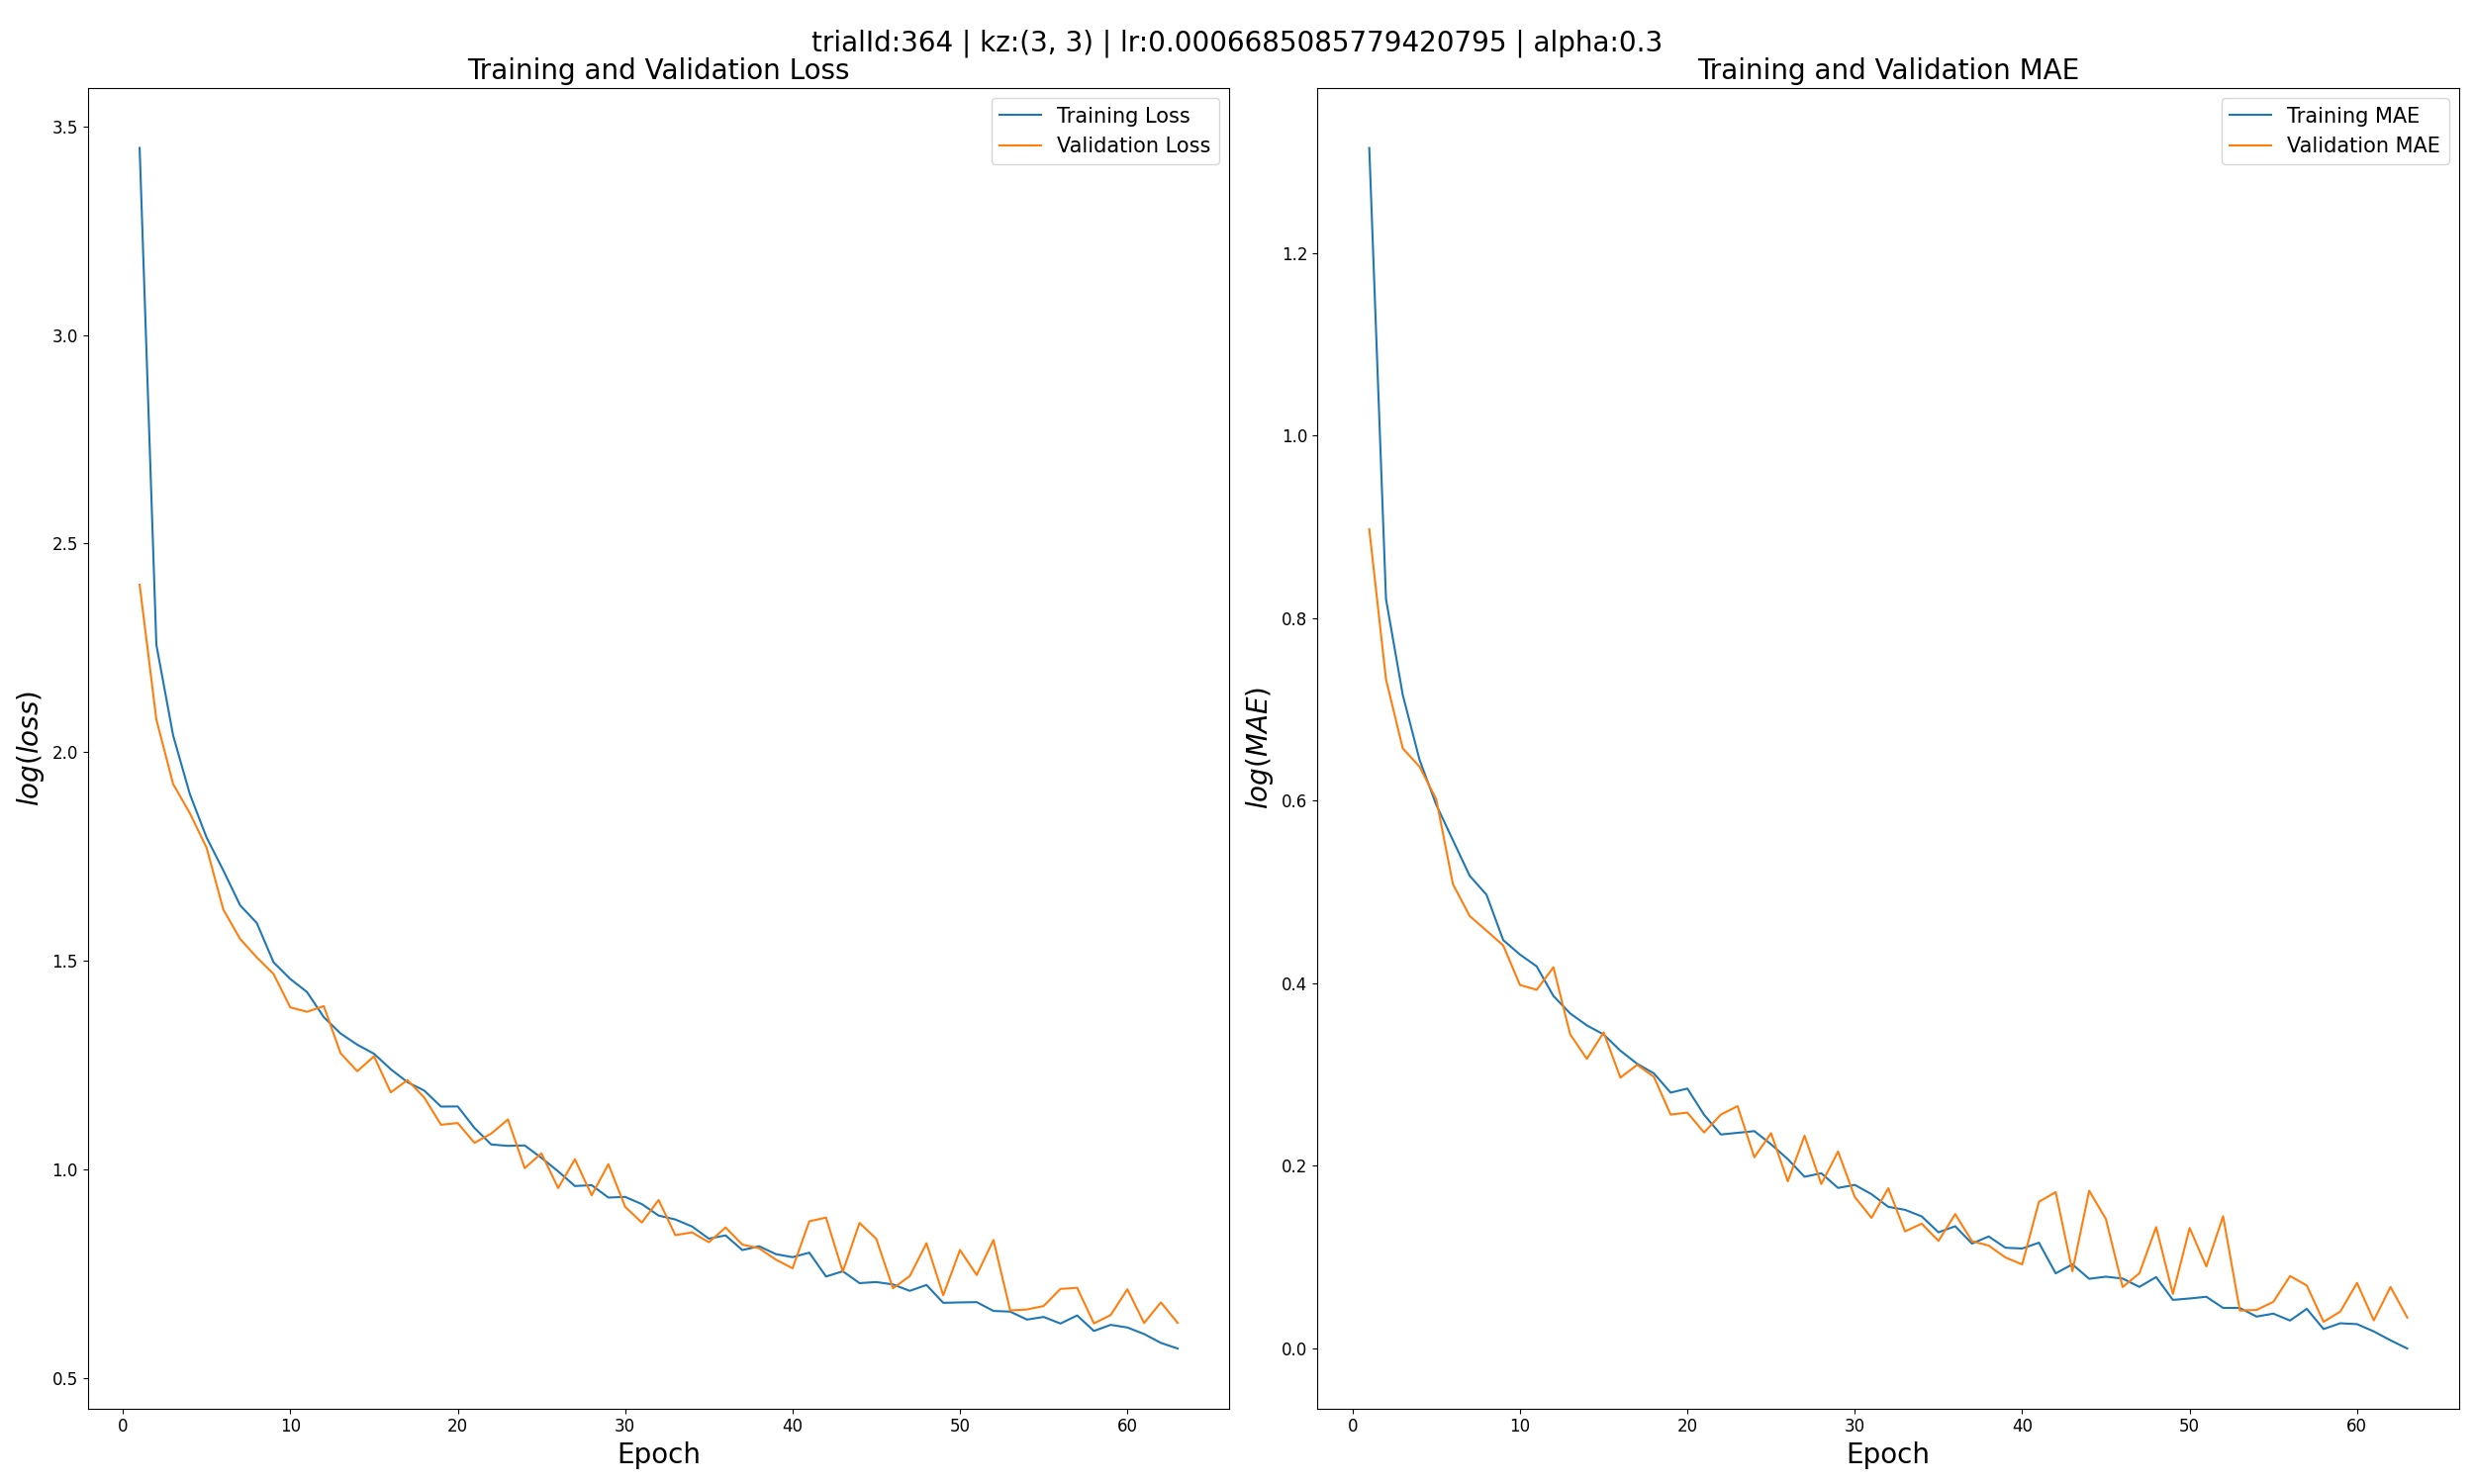 trialId:364 | kz:(3, 3) | lr:0.0006685085779420795 | alpha:0.3
Training and Validation Loss
Training Loss
Validation Loss
3.5
3.0
2.5
2.0
1.5
1.0
0.5
log(loss)
0 10 20 30 40 50 60
Epoch
Training and Validation MAE
Training MAE
Validation MAE
1.2
1.0
0.8
0.6
0.4
0.2
0.0
log(MAE)
0 10 20 30 40 50 60
Epoch